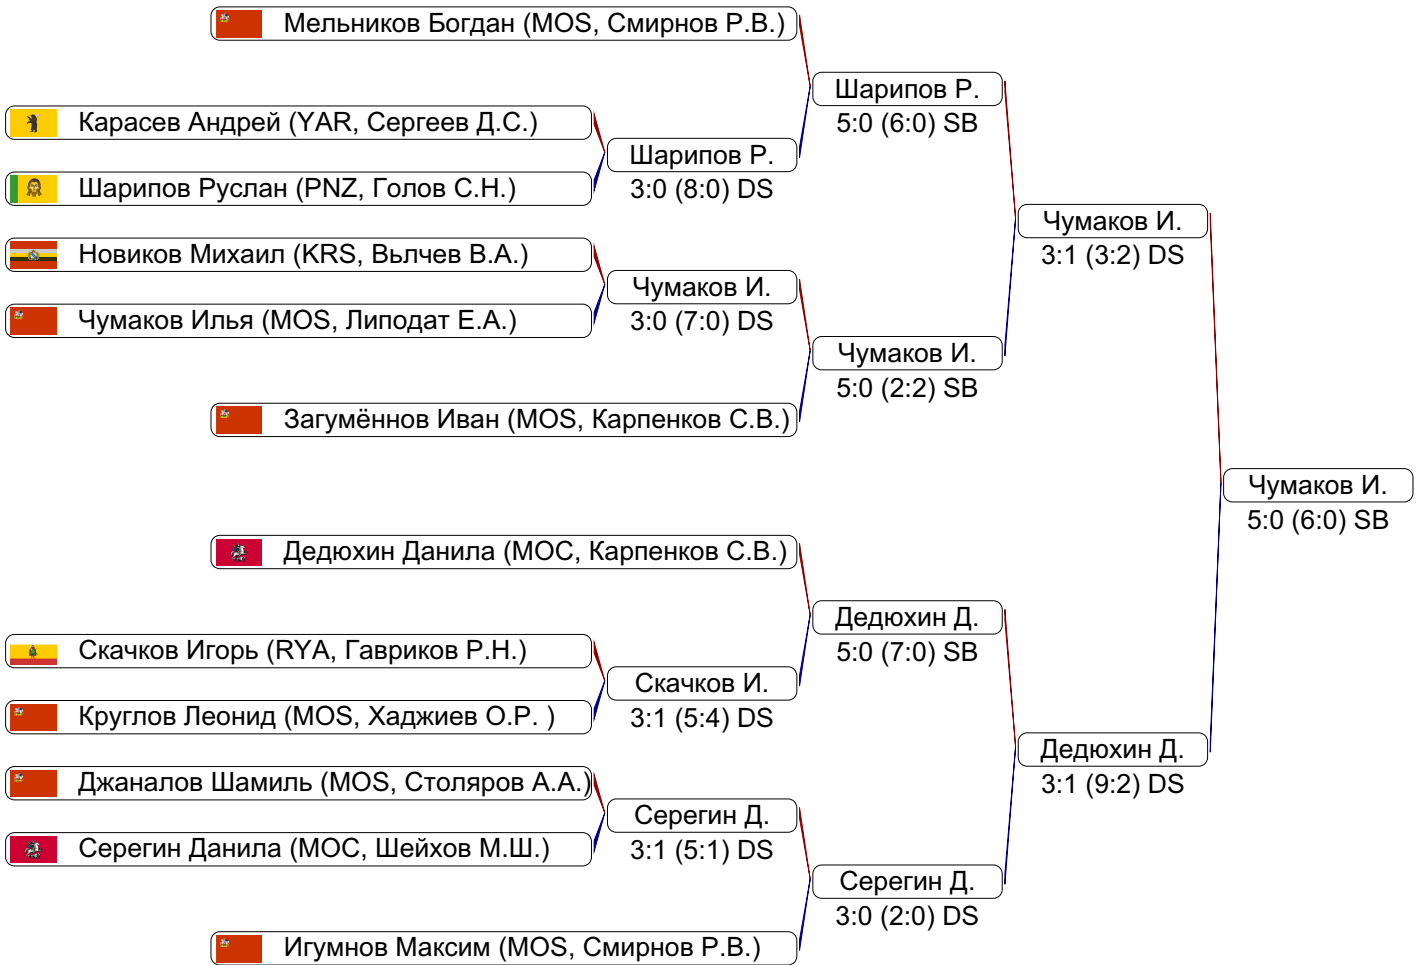 Мельников Богдан (MOS, Смирнов Р.В.)
Шарипов Р.
5:0 (6:0) SB
Карасев Андрей (YAR, Сергеев Д.С.)
Шарипов Р.
3:0 (8:0) DS
Шарипов Руслан (PNZ, Голов С.Н.)
Чумаков И.
3:1 (3:2) DS
Новиков Михаил (KRS, Вьлчев В.А.)
Чумаков И.
3:0 (7:0) DS
Чумаков Илья (MOS, Липодат Е.А.)
Чумаков И.
5:0 (2:2) SB
Загумённов Иван (MOS, Карпенков С.В.)
Чумаков И.
5:0 (6:0) SB
Дедюхин Данила (МОС, Карпенков С.В.)
Дедюхин Д.
5:0 (7:0) SB
Скачков Игорь (RYA, Гавриков Р.Н.)
Скачков И.
3:1 (5:4) DS
Круглов Леонид (MOS, Хаджиев О.Р. )
Дедюхин Д.
3:1 (9:2) DS
Джаналов Шамиль (MOS, Столяров А.А.)
Серегин Д.
3:1 (5:1) DS
Серегин Данила (МОС, Шейхов М.Ш.)
Серегин Д.
3:0 (2:0) DS
Игумнов Максим (MOS, Смирнов Р.В.)